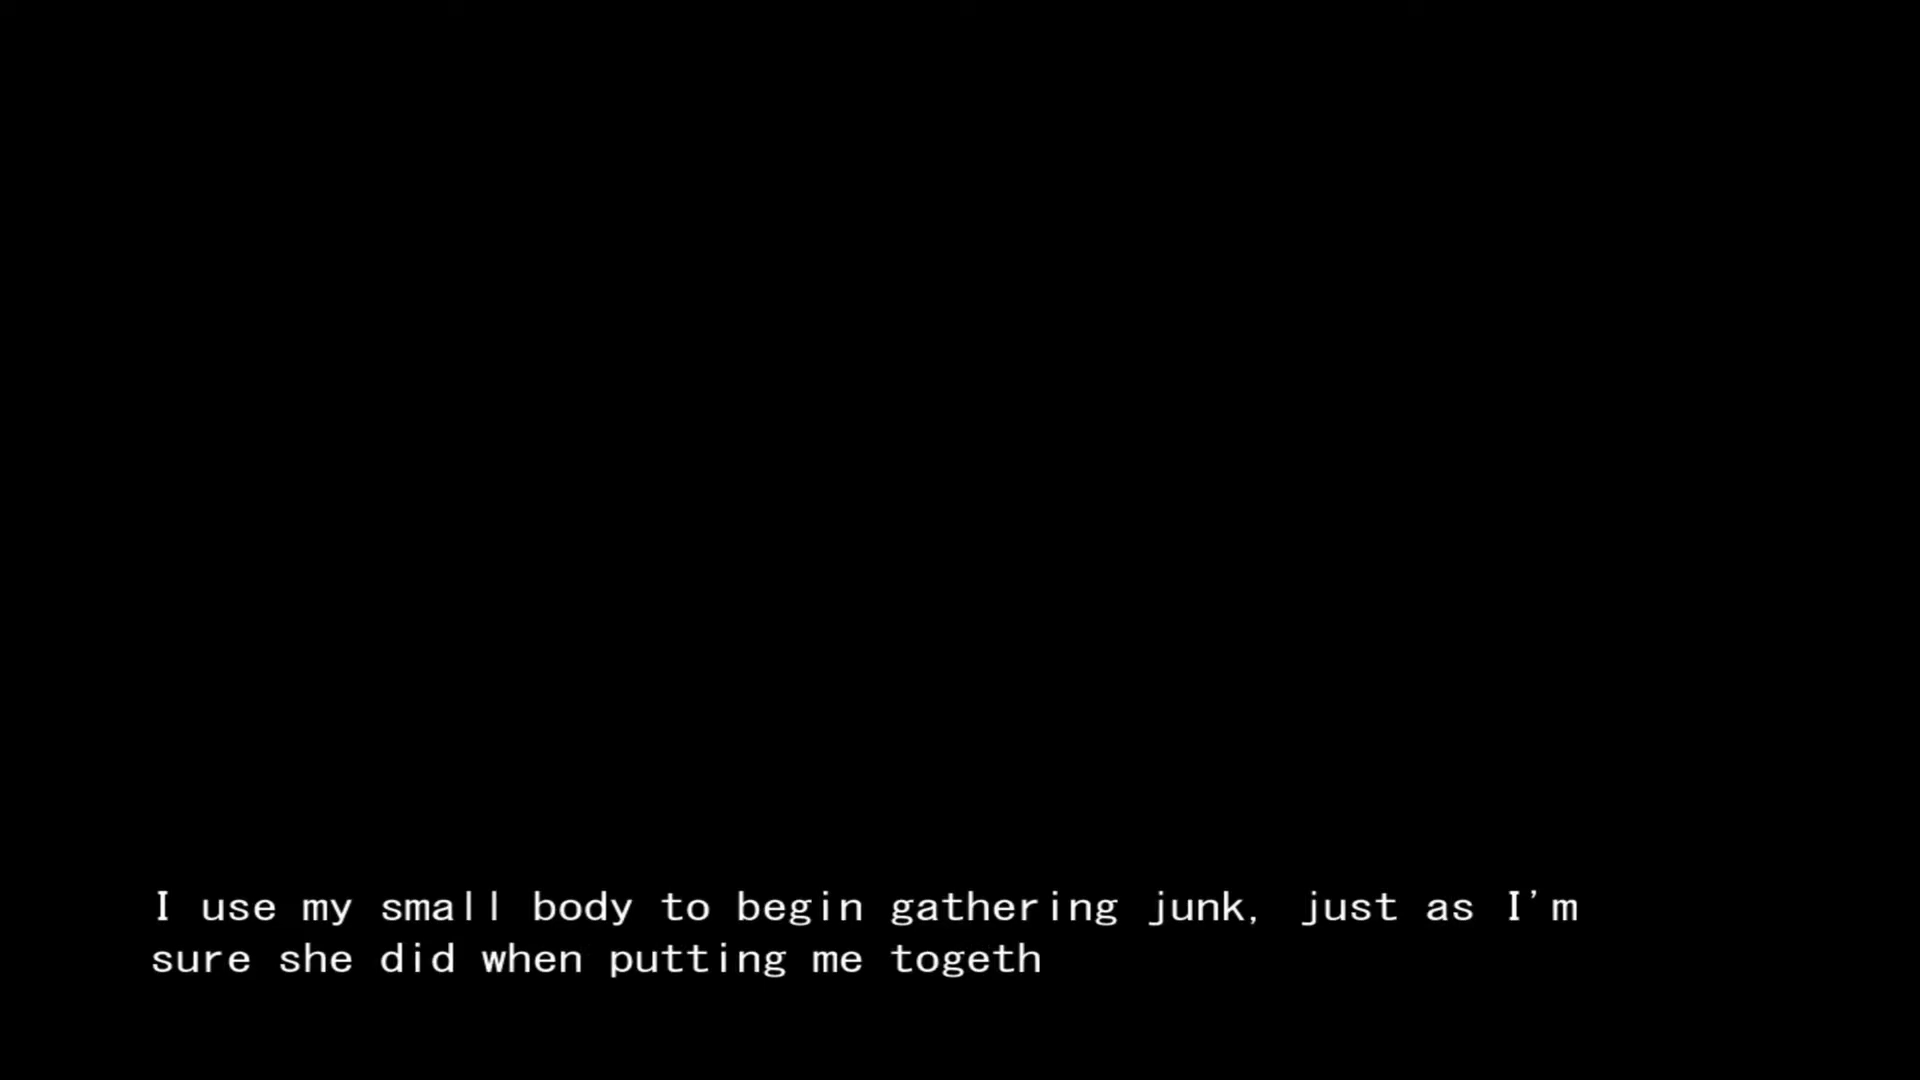 I use my small body to begin gathering junk, just as I'm
sure she did when putting me togeth